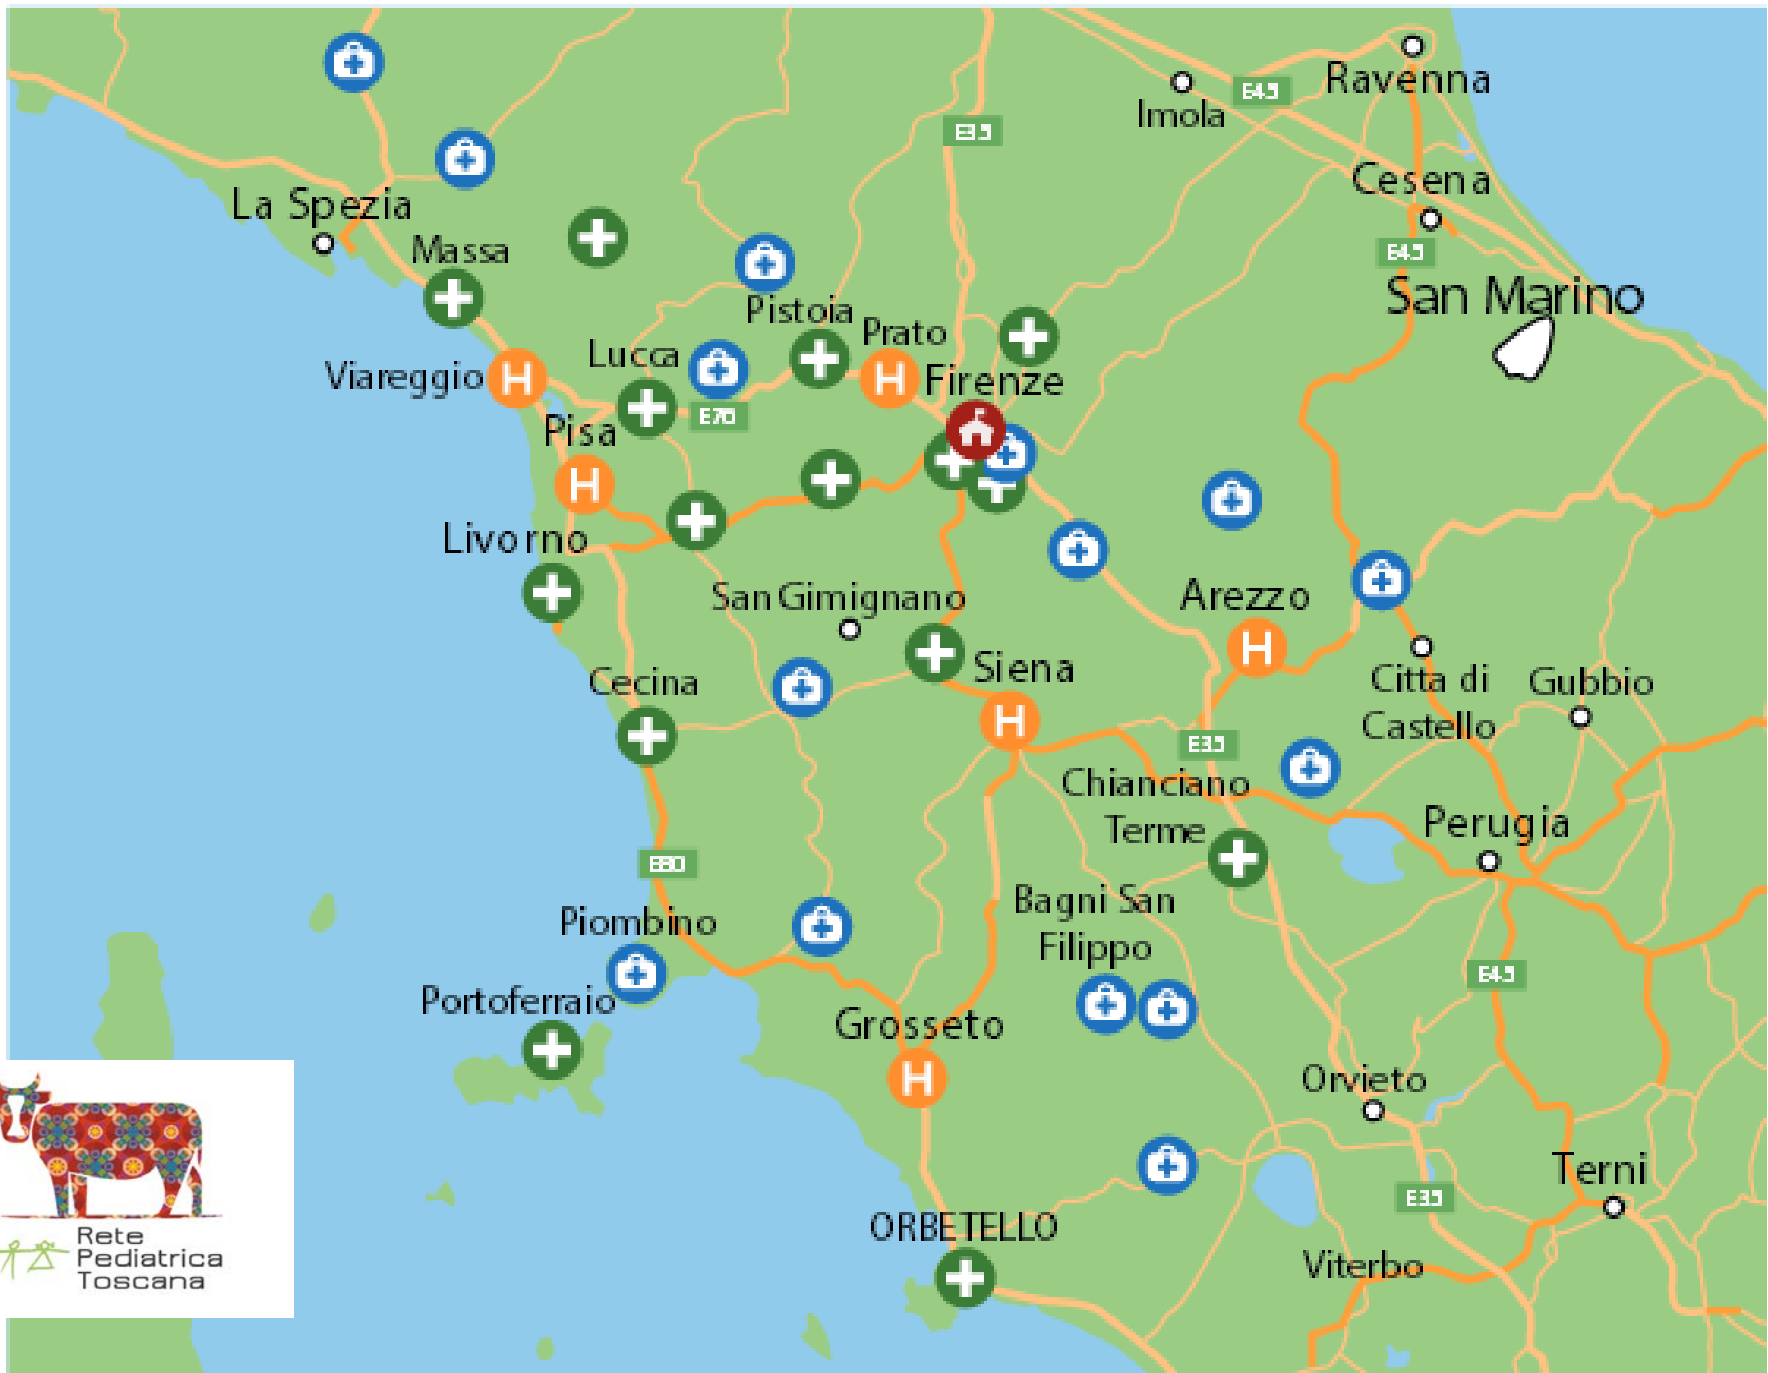 Ravenna
E45
Imola
E35
Cesena
La Spezia
Massa
E45
San Marino
Pistoia
Prato
Lucca
Viareggio
Firenze
E76
Pisa
Livorno
San Gimignano
Arezzo
Siena
Cecina
Citta di
Castello
Gubbio
E35
Chianciano
Terme
Perugia
E80
Bagni San
Filippo
Piombino
E45
Portoferraio
Grosseto
Orvieto
Terni
E35
ORBETELLO
Viterbo
Rete
Pediatrica
Toscana
H
H
H
H
H
H